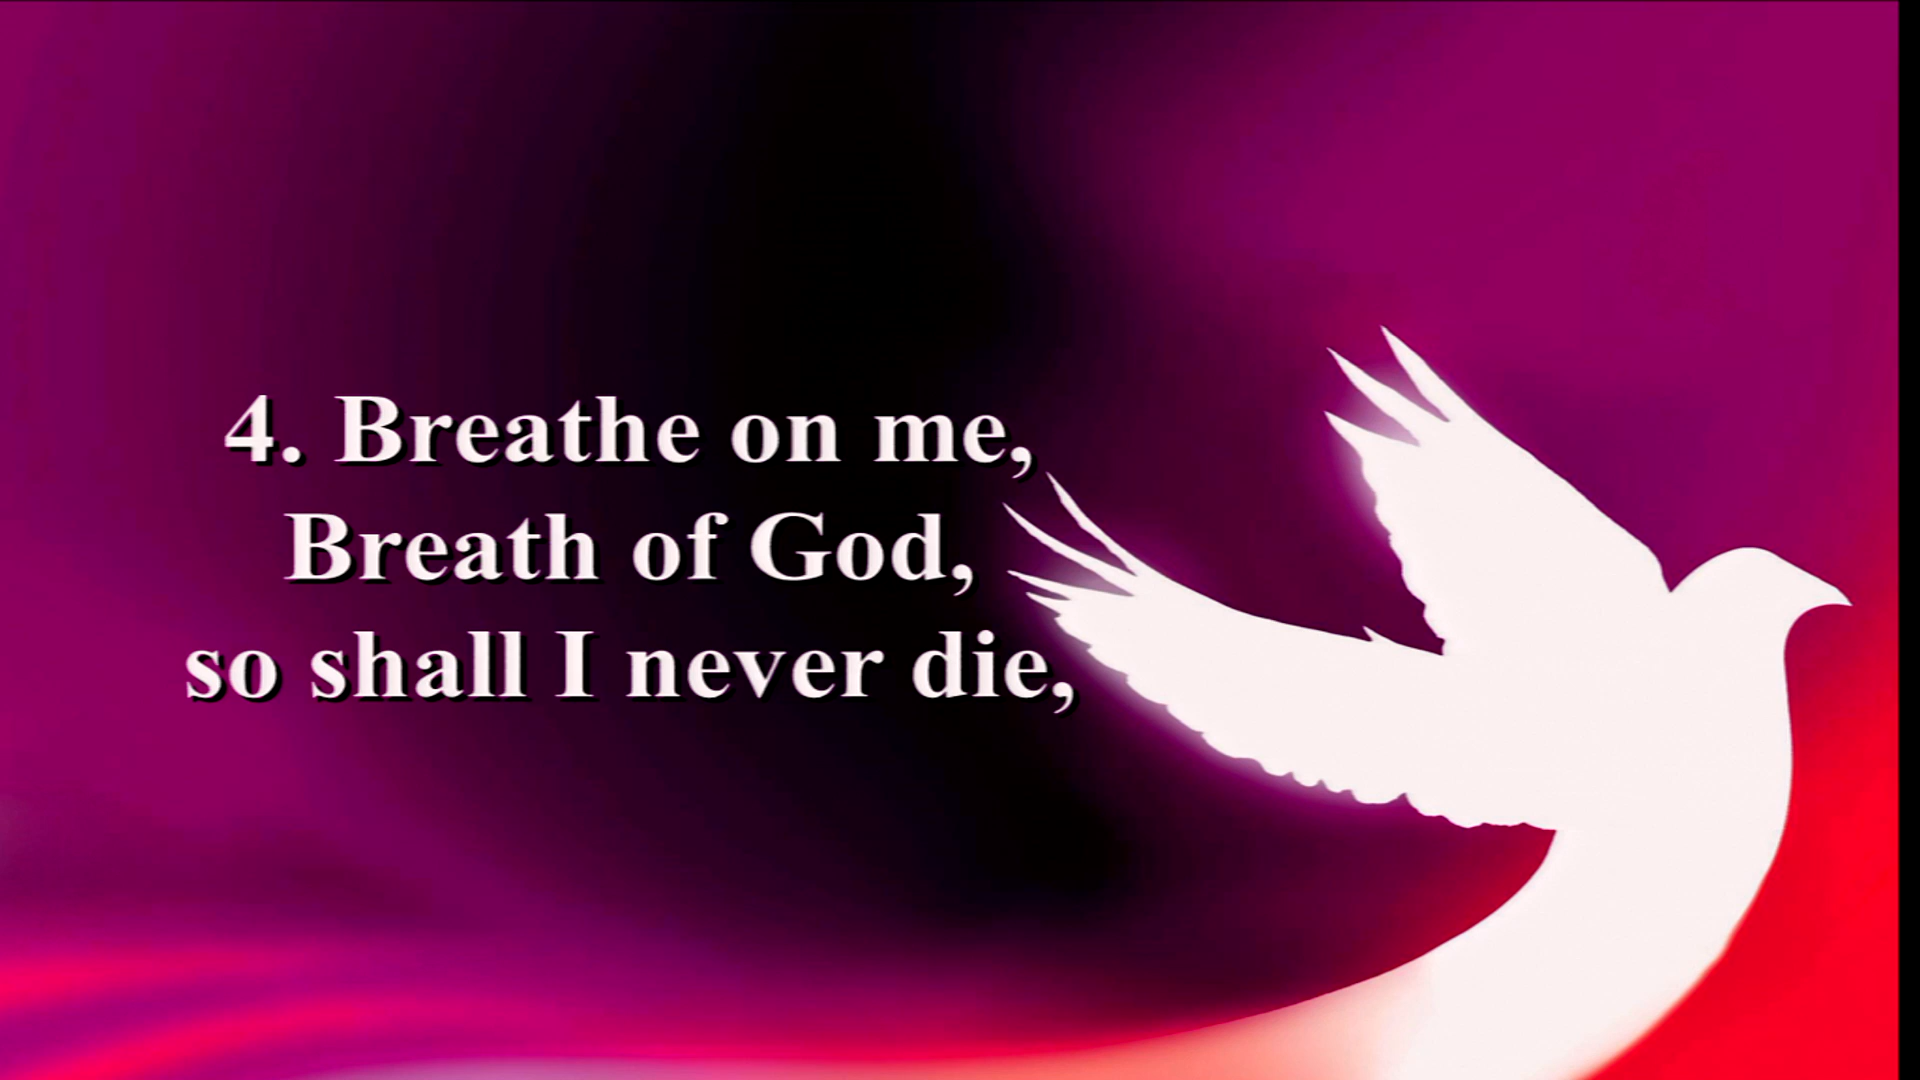 4. Breathe on me,
Breath of God,
so shall I never die,